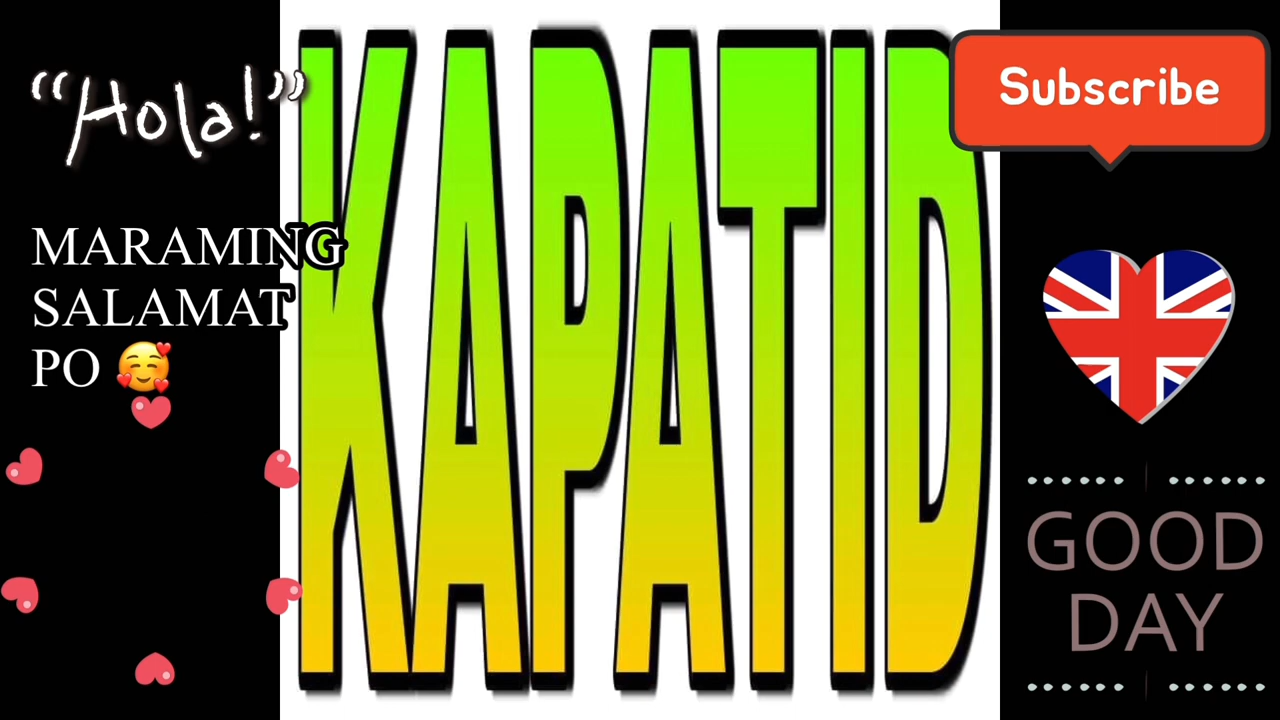 “Hola!”
MARAMING
SALAMAT
PO 🥰
KAPATID
Subscribe
GOOD
DAY